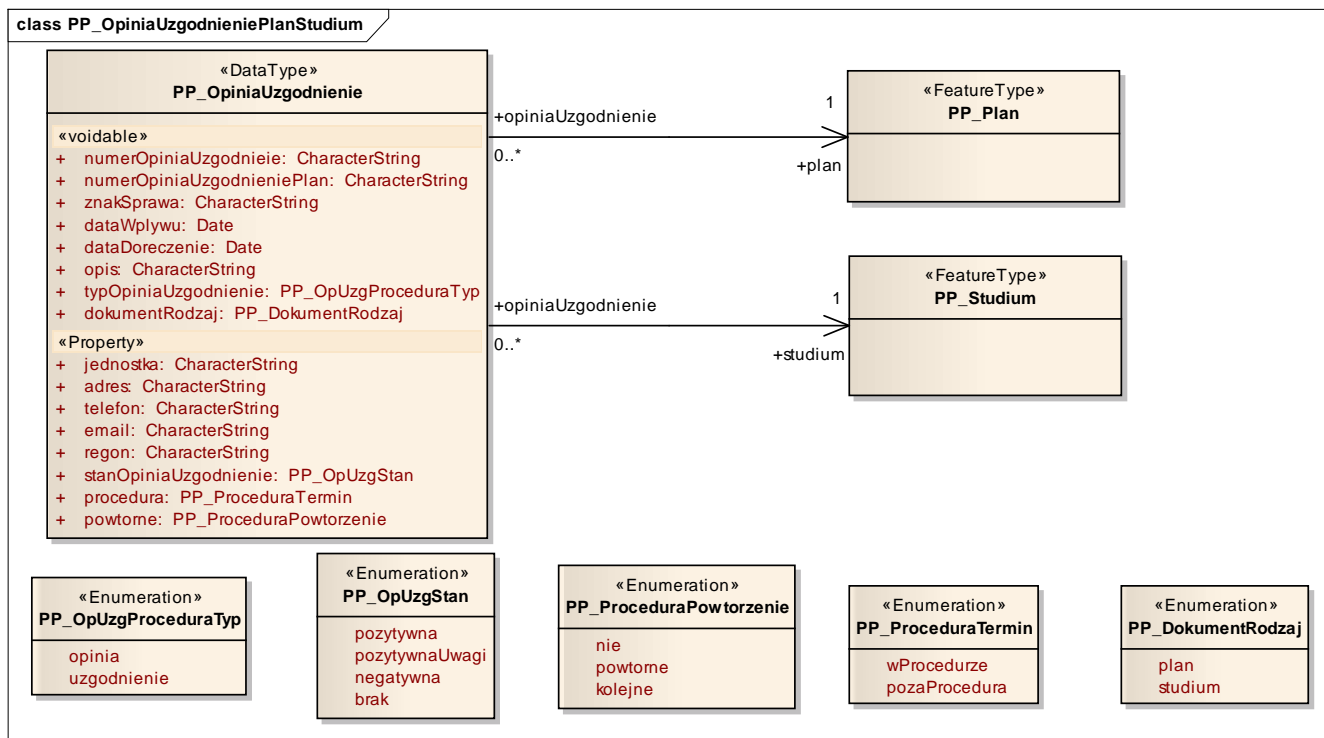 class PP_OpiniaUzgodnieniePlanStudium
«DataType»
PP_OpiniaUzgodnienie
«voidable»
+ numerOpiniaUzgodnieie: CharacterString
+ numerOpiniaUzgodnieniePlan: CharacterString
+ znakSprawa: CharacterString
+ dataWplywu: Date
+ dataDoreczenie: Date
+ opis: CharacterString
+ typOpiniaUzgodnienie: PP_OpUzgProceduraTyp
+ dokumentRodzaj: PP_DokumentRodzaj
«Property»
+ jednostka: CharacterString
+ adres: CharacterString
+ telefon: CharacterString
+ email: CharacterString
+ regon: CharacterString
+ stanOpiniaUzgodnienie: PP_OpUzgStan
+ procedura: PP_ProceduraTermin
+ powtorne: PP_ProceduraPowtorzenie
+opiniaUzgodnienie
0..*
1
+plan
«FeatureType»
PP_Plan
+opiniaUzgodnienie
0..*
1
+studium
«FeatureType»
PP_Studium
«Enumeration»
PP_OpUzgProceduraTyp
opinia
uzgodnienie
«Enumeration»
PP_OpUzgStan
pozytywna
pozytywnaUwagi
negatywna
brak
«Enumeration»
PP_ProceduraPowtorzenie
nie
powtorne
kolejne
«Enumeration»
PP_ProceduraTermin
wProcedurze
pozaProcedura
«Enumeration»
PP_DokumentRodzaj
plan
studium